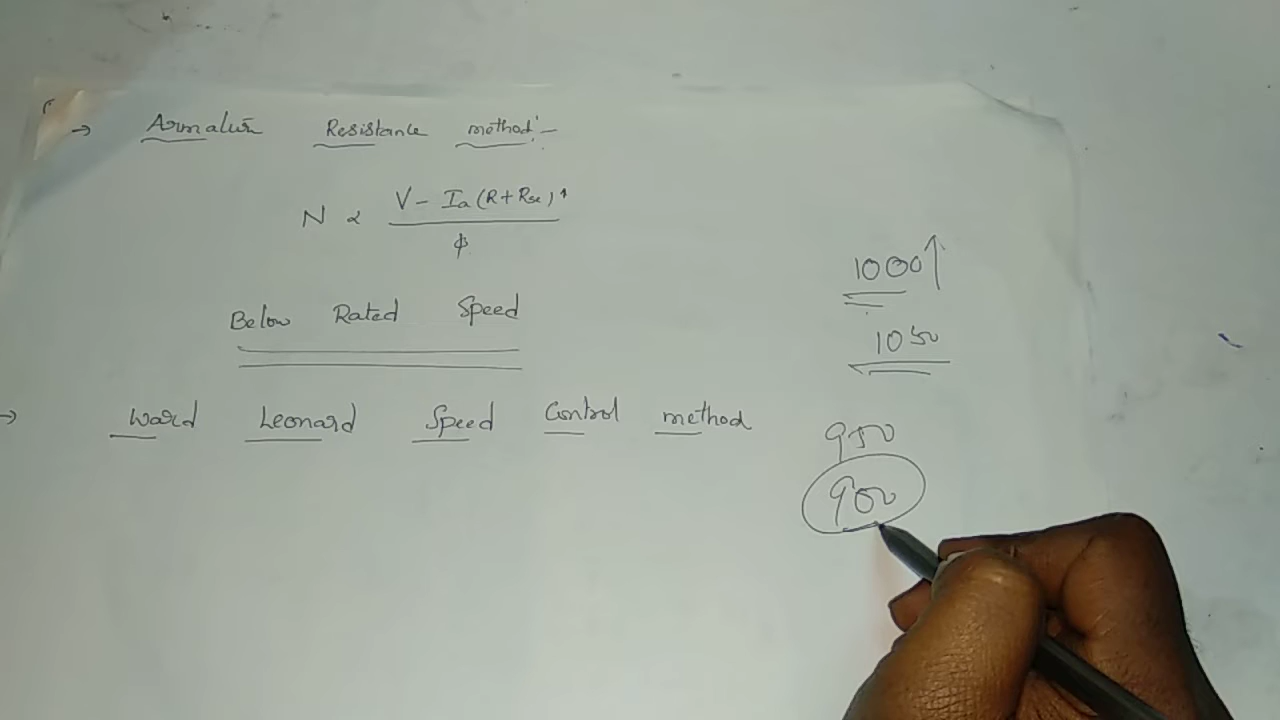 → Armature Resistance method:-
N ∝ V - Ia (R + Rse) ↑ / ϕ
Below Rated Speed
→ Ward Leonard Speed Control method
1000 ↑
1050
950
900